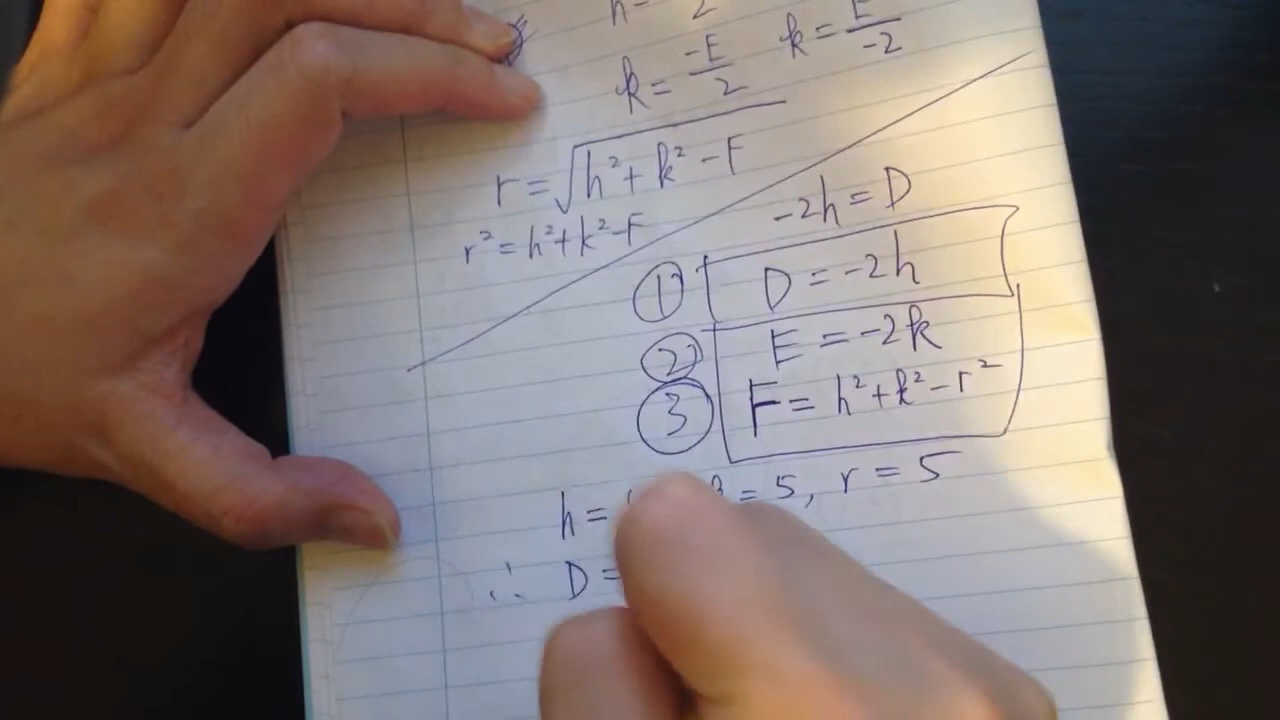 k = -E/2 k = E/-2
r = √(h² + k² - F)
r² = h² + k² - F
-2h = D
① D = -2h
② E = -2k
③ F = h² + k² - r²
h = = 5, r = 5
∴ D =